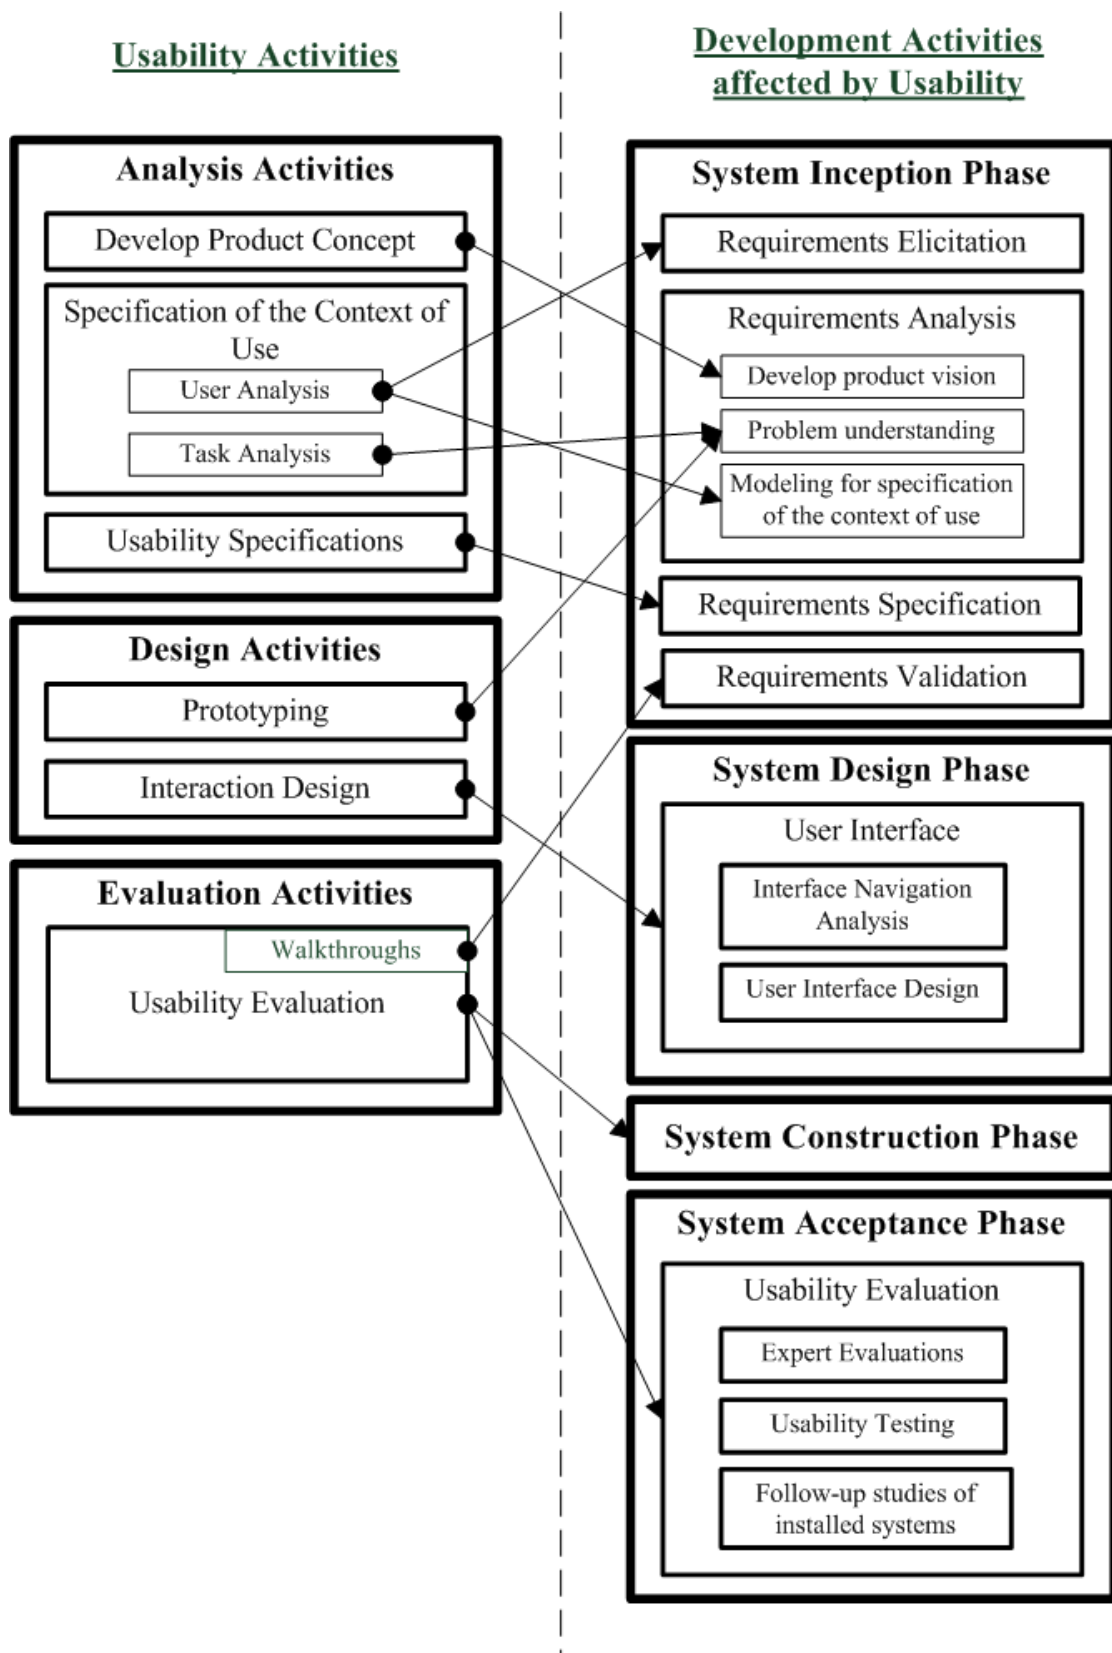 Usability Activities
Development Activities
affected by Usability
Analysis Activities
Develop Product Concept
Specification of the Context of
Use
User Analysis
Task Analysis
Usability Specifications
Design Activities
Prototyping
Interaction Design
Evaluation Activities
Walkthroughs
Usability Evaluation
System Inception Phase
Requirements Elicitation
Requirements Analysis
Develop product vision
Problem understanding
Modeling for specification
of the context of use
Requirements Specification
Requirements Validation
System Design Phase
User Interface
Interface Navigation
Analysis
User Interface Design
System Construction Phase
System Acceptance Phase
Usability Evaluation
Expert Evaluations
Usability Testing
Follow-up studies of
installed systems